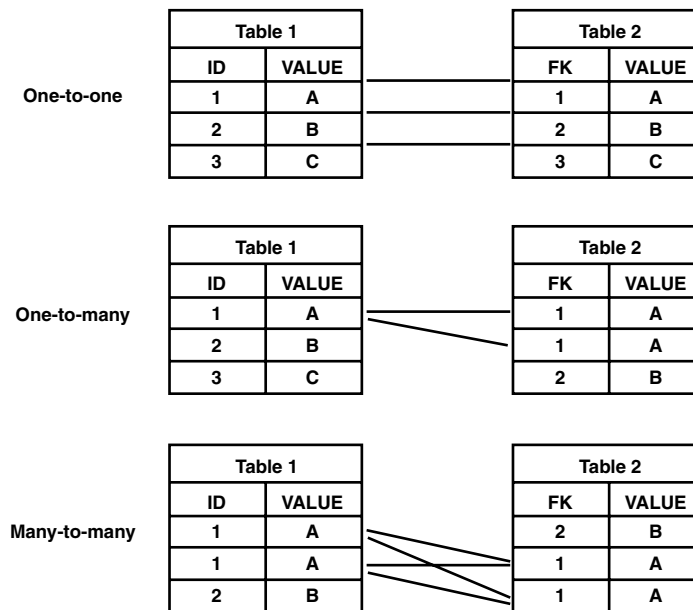 Table 1 Table 2
ID VALUE FK VALUE
One-to-one
1 A 1 A
2 B 2 B
3 C 3 C
Table 1 Table 2
ID VALUE FK VALUE
One-to-many
1 A 1 A
2 B 1 A
3 C 2 B
Table 1 Table 2
ID VALUE FK VALUE
Many-to-many
1 A 2 B
1 A 1 A
2 B 1 A